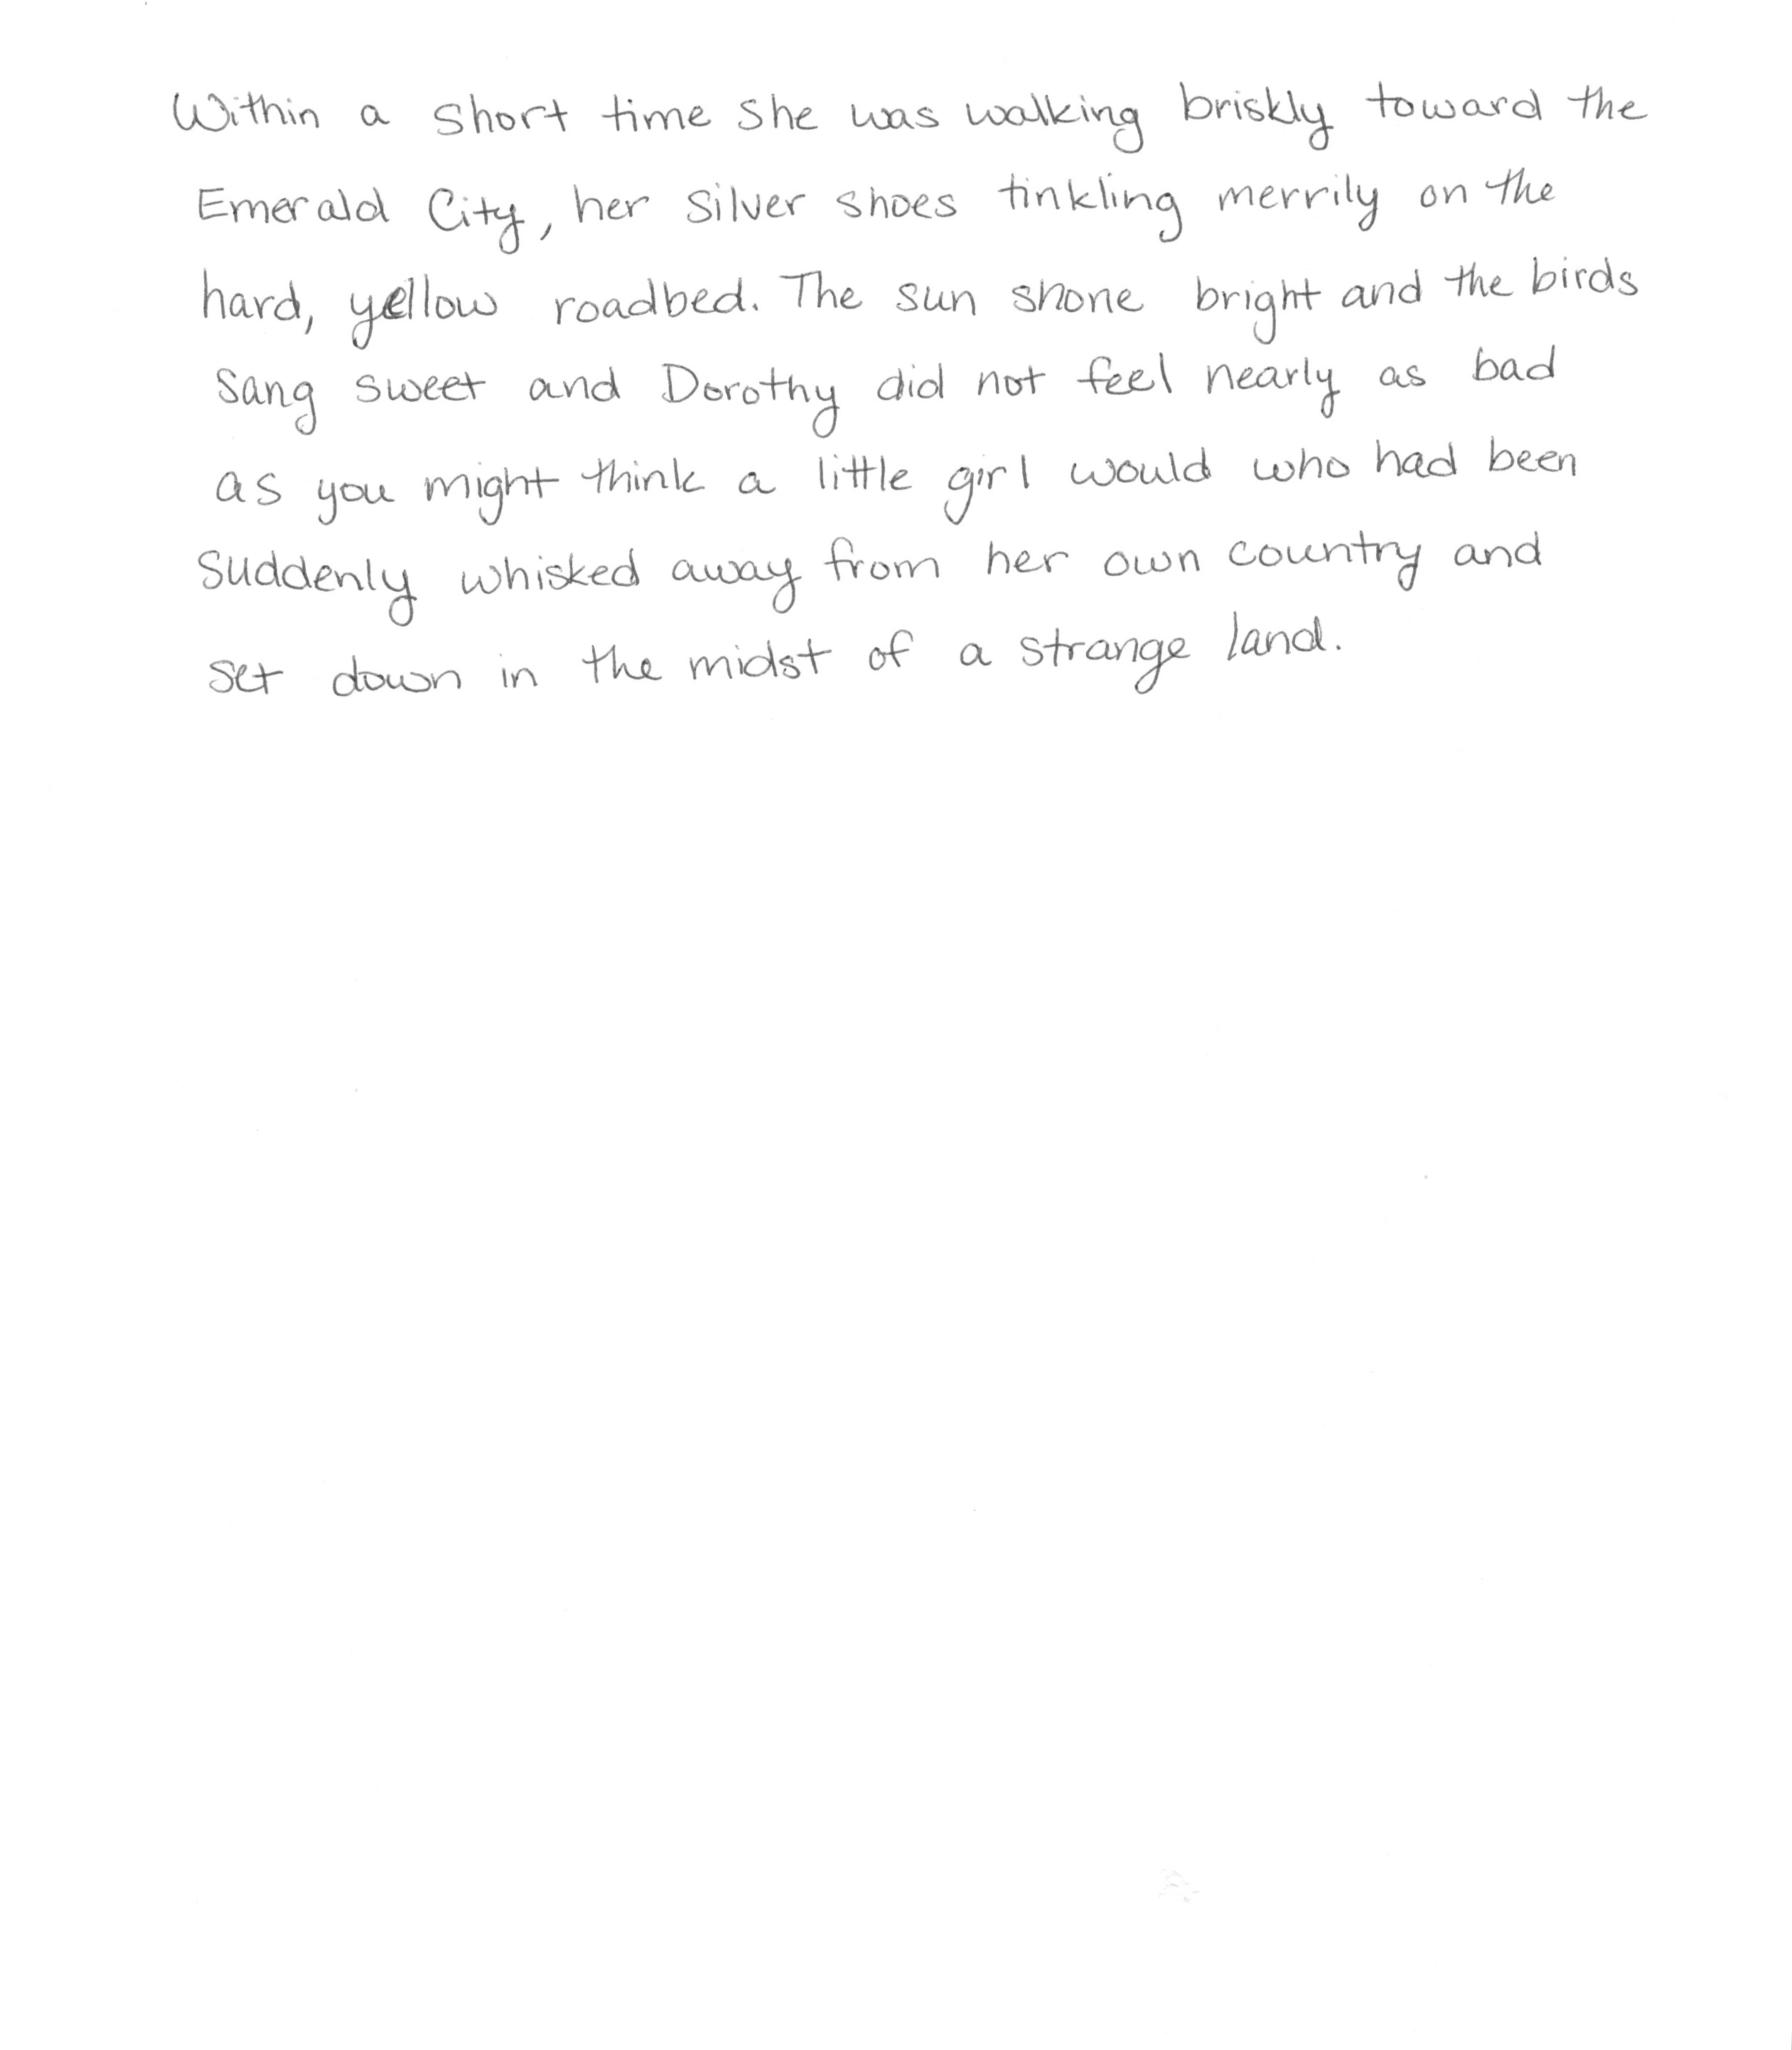 Within a short time she was walking briskly toward the
Emerald City, her silver shoes tinkling merrily on the
hard, yellow roadbed. The sun shone bright and the birds
sang sweet and Dorothy did not feel nearly as bad
as you might think a little girl would who had been
suddenly whisked away from her own country and
set down in the midst of a strange land.